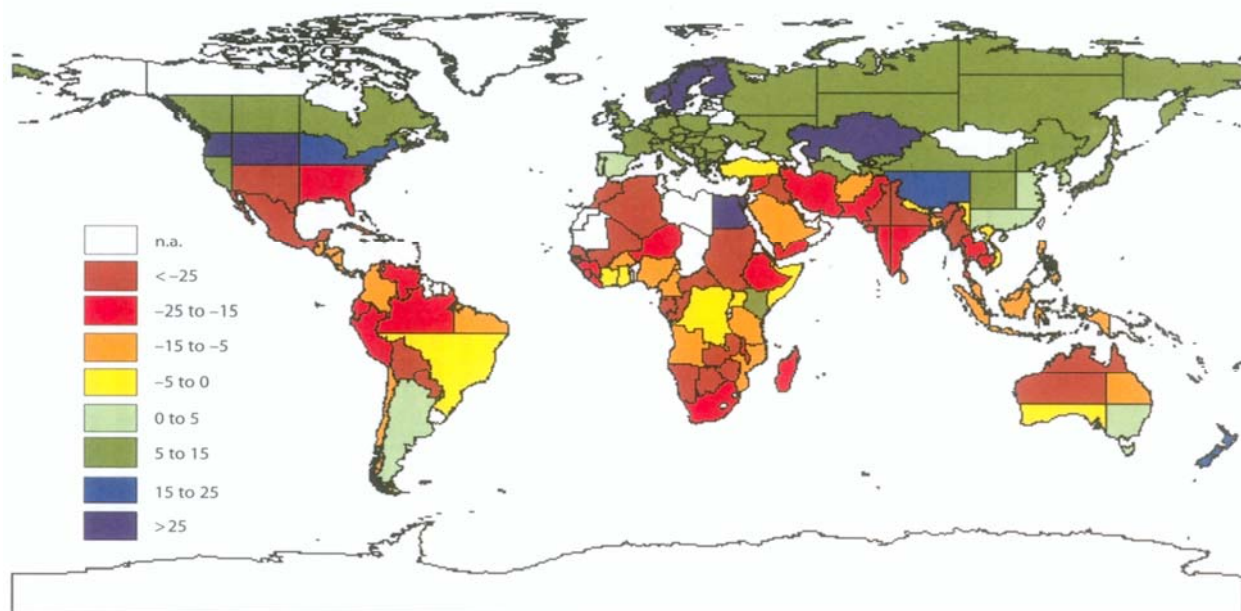 n.a.
< –25
–25 to –15
–15 to –5
–5 to 0
0 to 5
5 to 15
15 to 25
> 25